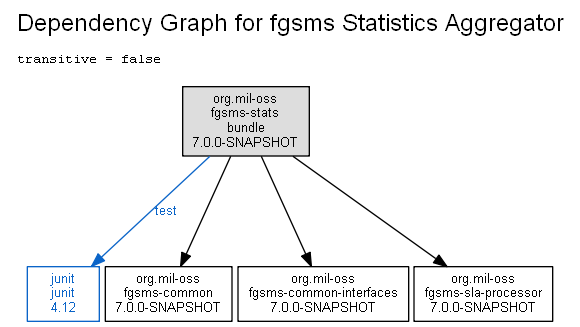 Dependency Graph for fgsms Statistics Aggregator
transitive = false
org.mil-oss
fgsms-stats
bundle
7.0.0-SNAPSHOT
test
junit
junit
4.12
org.mil-oss
fgsms-common
7.0.0-SNAPSHOT
org.mil-oss
fgsms-common-interfaces
7.0.0-SNAPSHOT
org.mil-oss
fgsms-sla-processor
7.0.0-SNAPSHOT